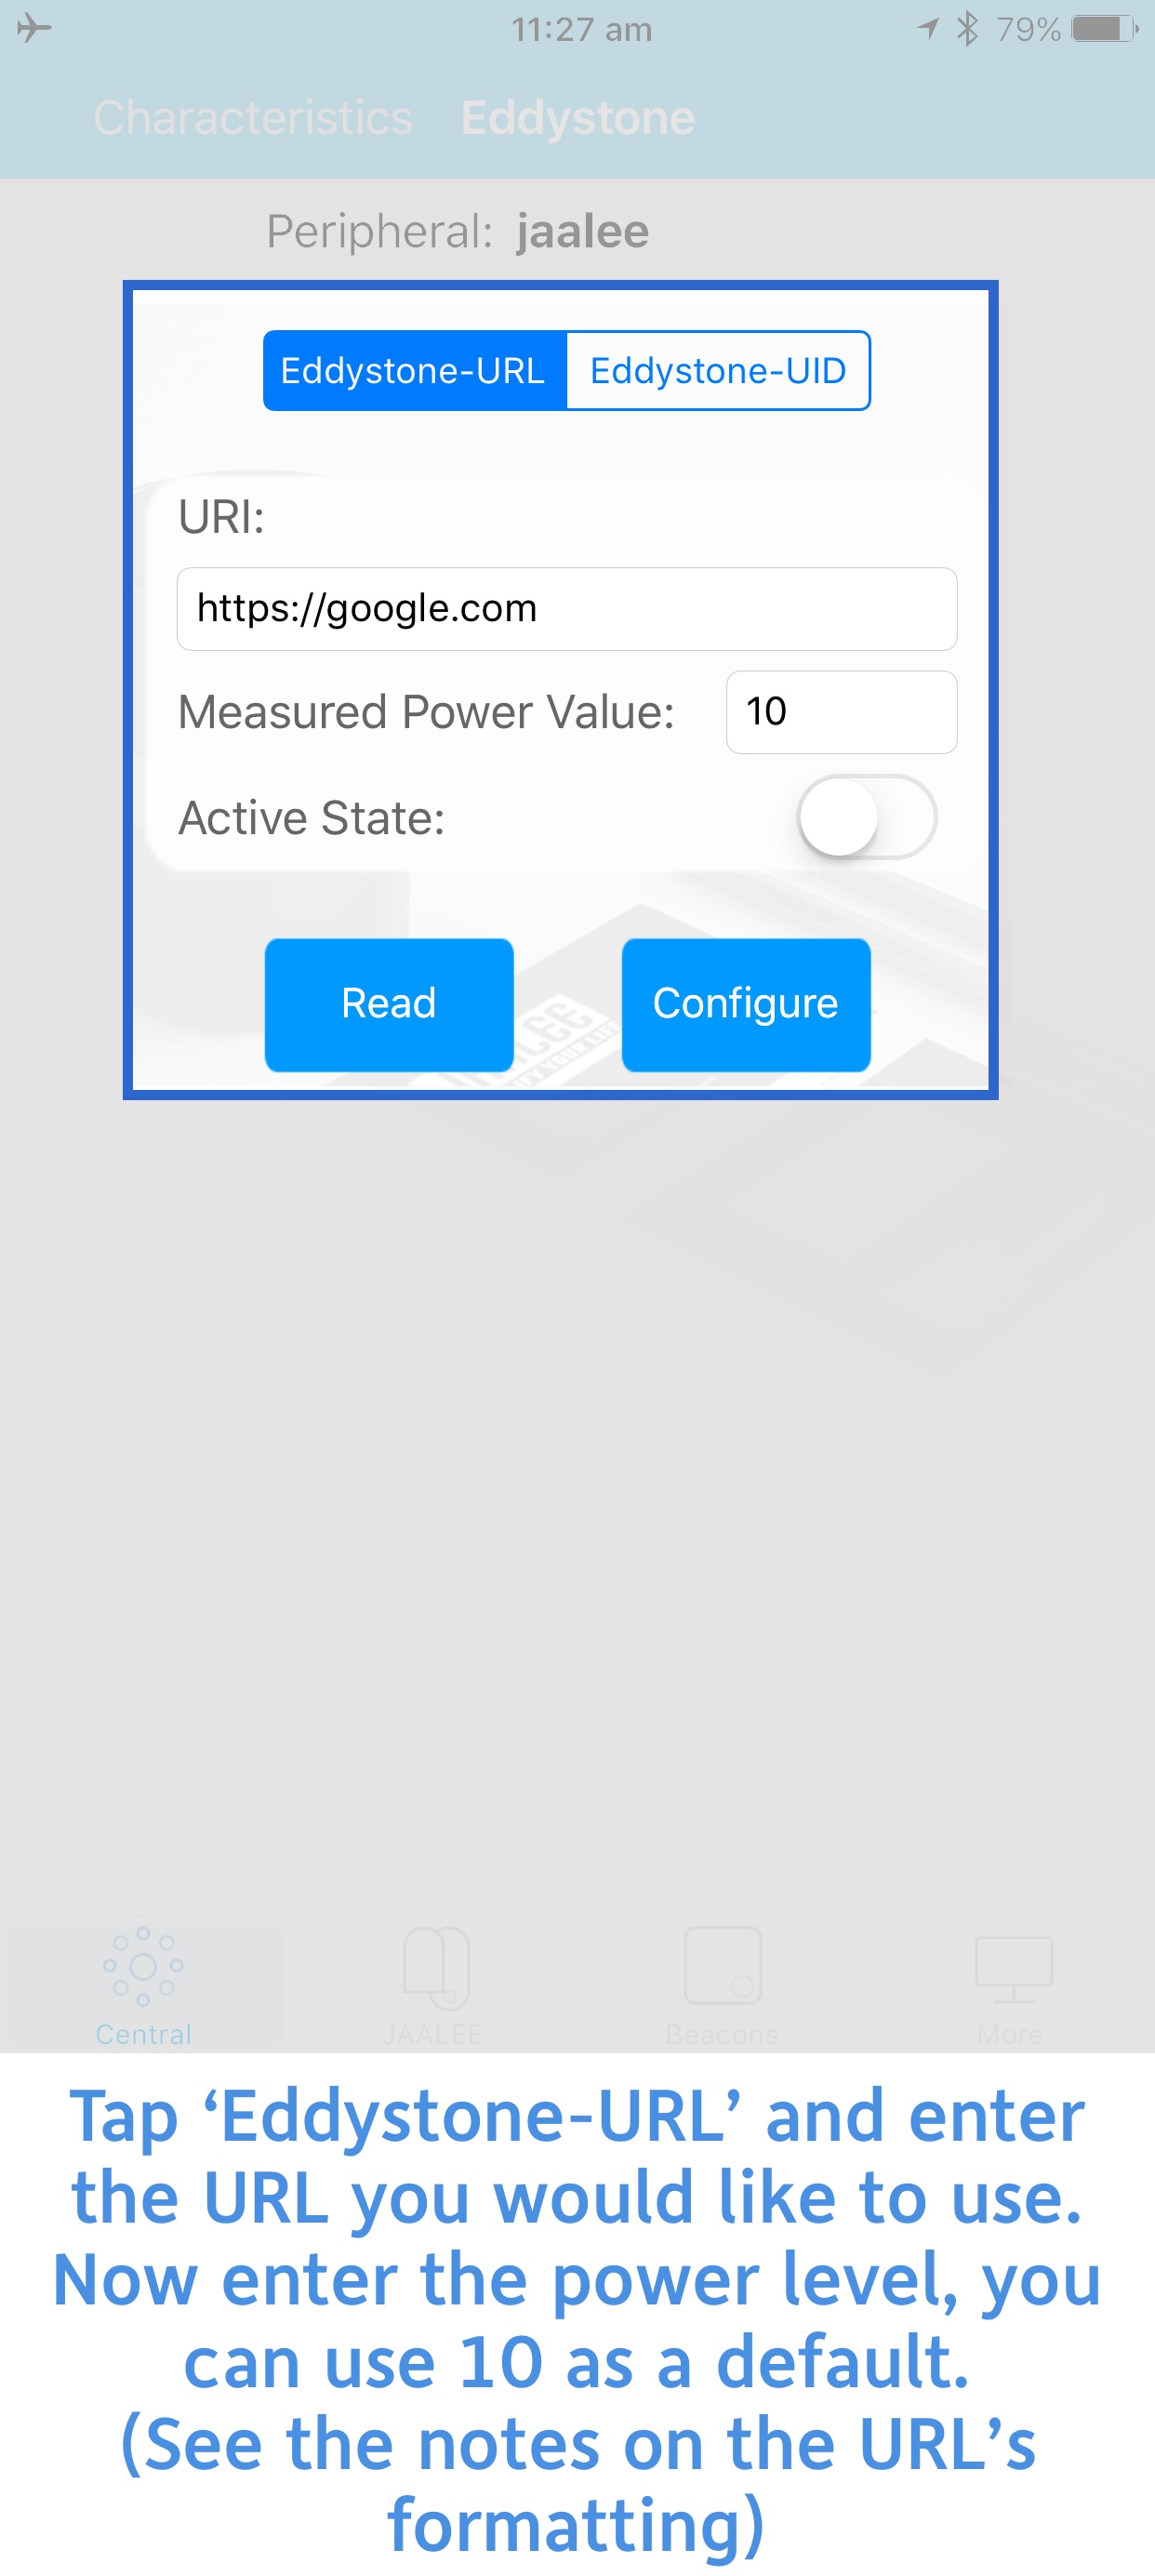 11:27 am 79%
Characteristics Eddystone
Peripheral: jaalee
Eddystone-URL Eddystone-UID
URI:
https://google.com
Measured Power Value: 10
Active State:
Read Configure
Central JAALEE Beacons More
Tap ‘Eddystone-URL’ and enter
the URL you would like to use.
Now enter the power level, you
can use 10 as a default.
(See the notes on the URL’s
formatting)